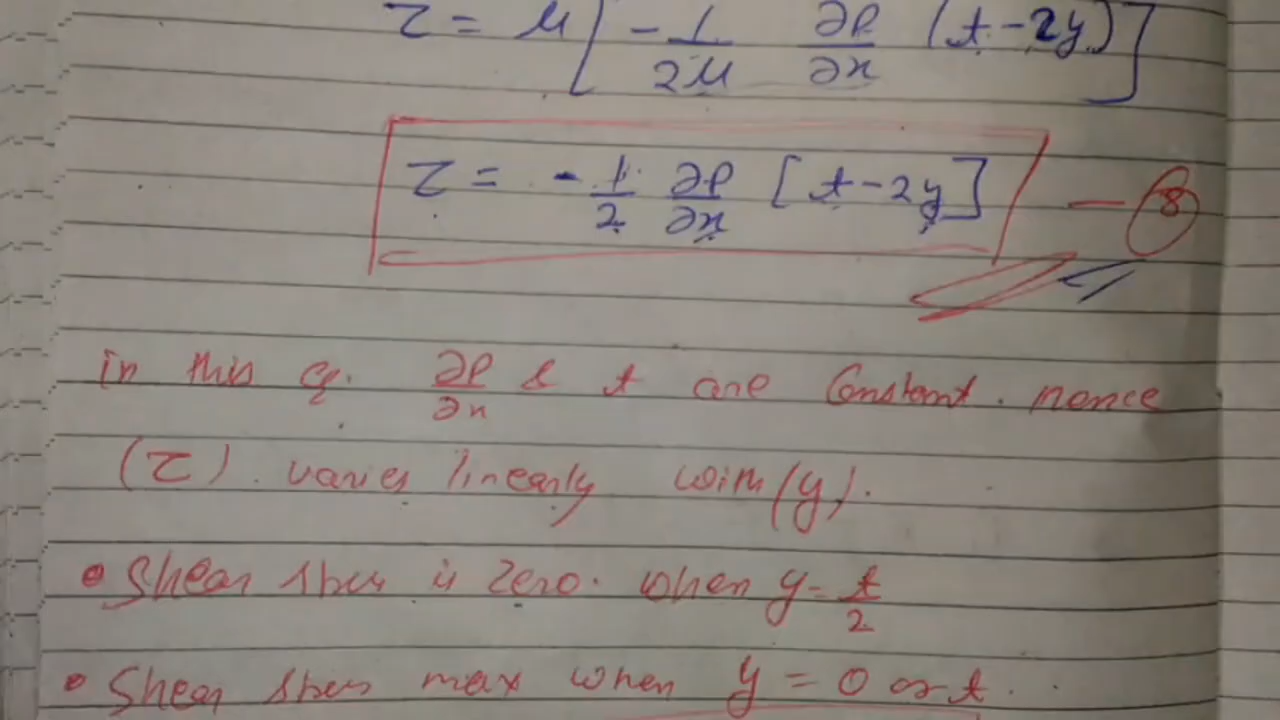 τ = μ [ -1/2μ ∂P/∂x (t - 2y) ]
τ = - 1/2 ∂P/∂x [t - 2y] — 8
in this eq. ∂P/∂x & t are Constant. hence
(τ). varies linearly with (y).
• Shear stress is zero. when y = t/2
• Shear stress max when y = 0 or t.